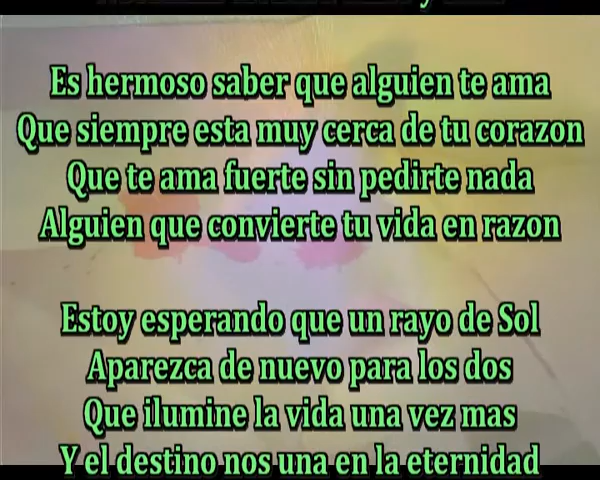 Es hermoso saber que alguien te ama
Que siempre esta muy cerca de tu corazon
Que te ama fuerte sin pedirte nada
Alguien que convierte tu vida en razon
Estoy esperando que un rayo de Sol
Aparezca de nuevo para los dos
Que ilumine la vida una vez mas
Y el destino nos una en la eternidad